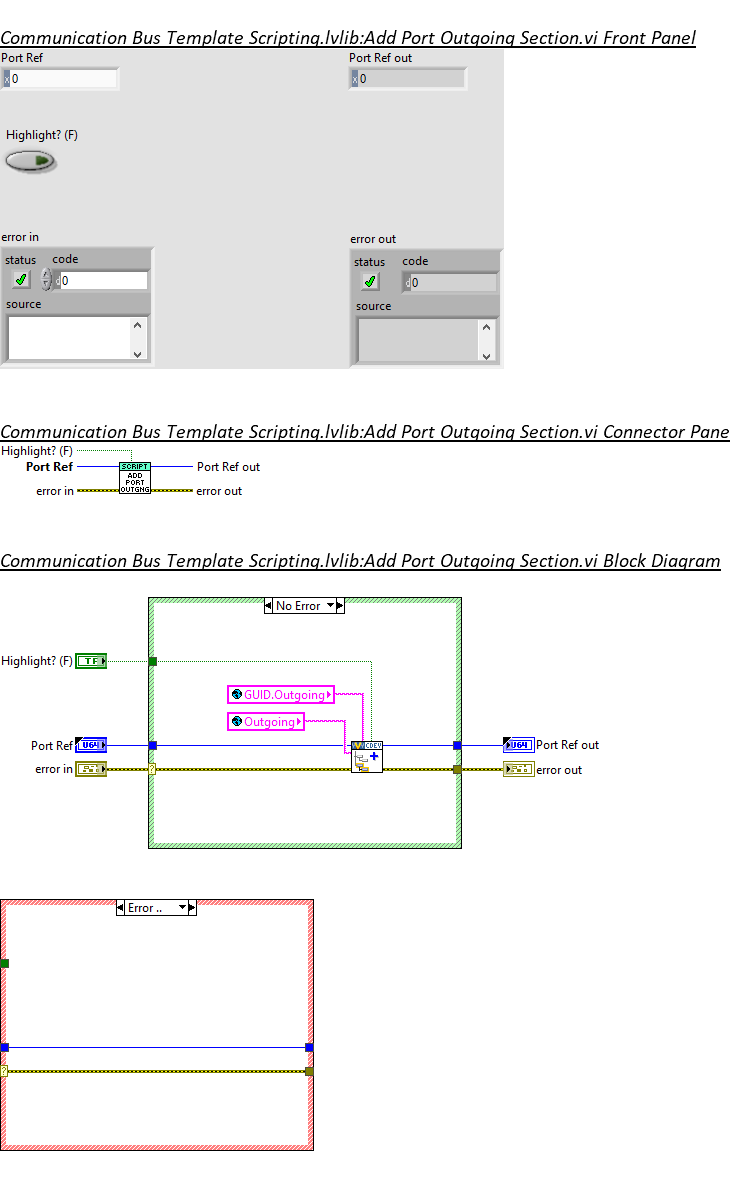 Communication Bus Template Scripting.lvlib:Add Port Outgoing Section.vi Front Panel
Port Ref
Port Ref out
x 0
x 0
Highlight? (F)
error in
error out
status code
status code
d 0
d 0
source
source
Communication Bus Template Scripting.lvlib:Add Port Outgoing Section.vi Connector Pane
Highlight? (F)
Port Ref
SCRIPT
Port Ref out
ADD
PORT
error in
OUTGNG
error out
Communication Bus Template Scripting.lvlib:Add Port Outgoing Section.vi Block Diagram
No Error
Highlight? (F)
TF
GUID.Outgoing
Outgoing
Port Ref
U64
CDEV
U64
Port Ref out
error in
?
error out
Error ..
?